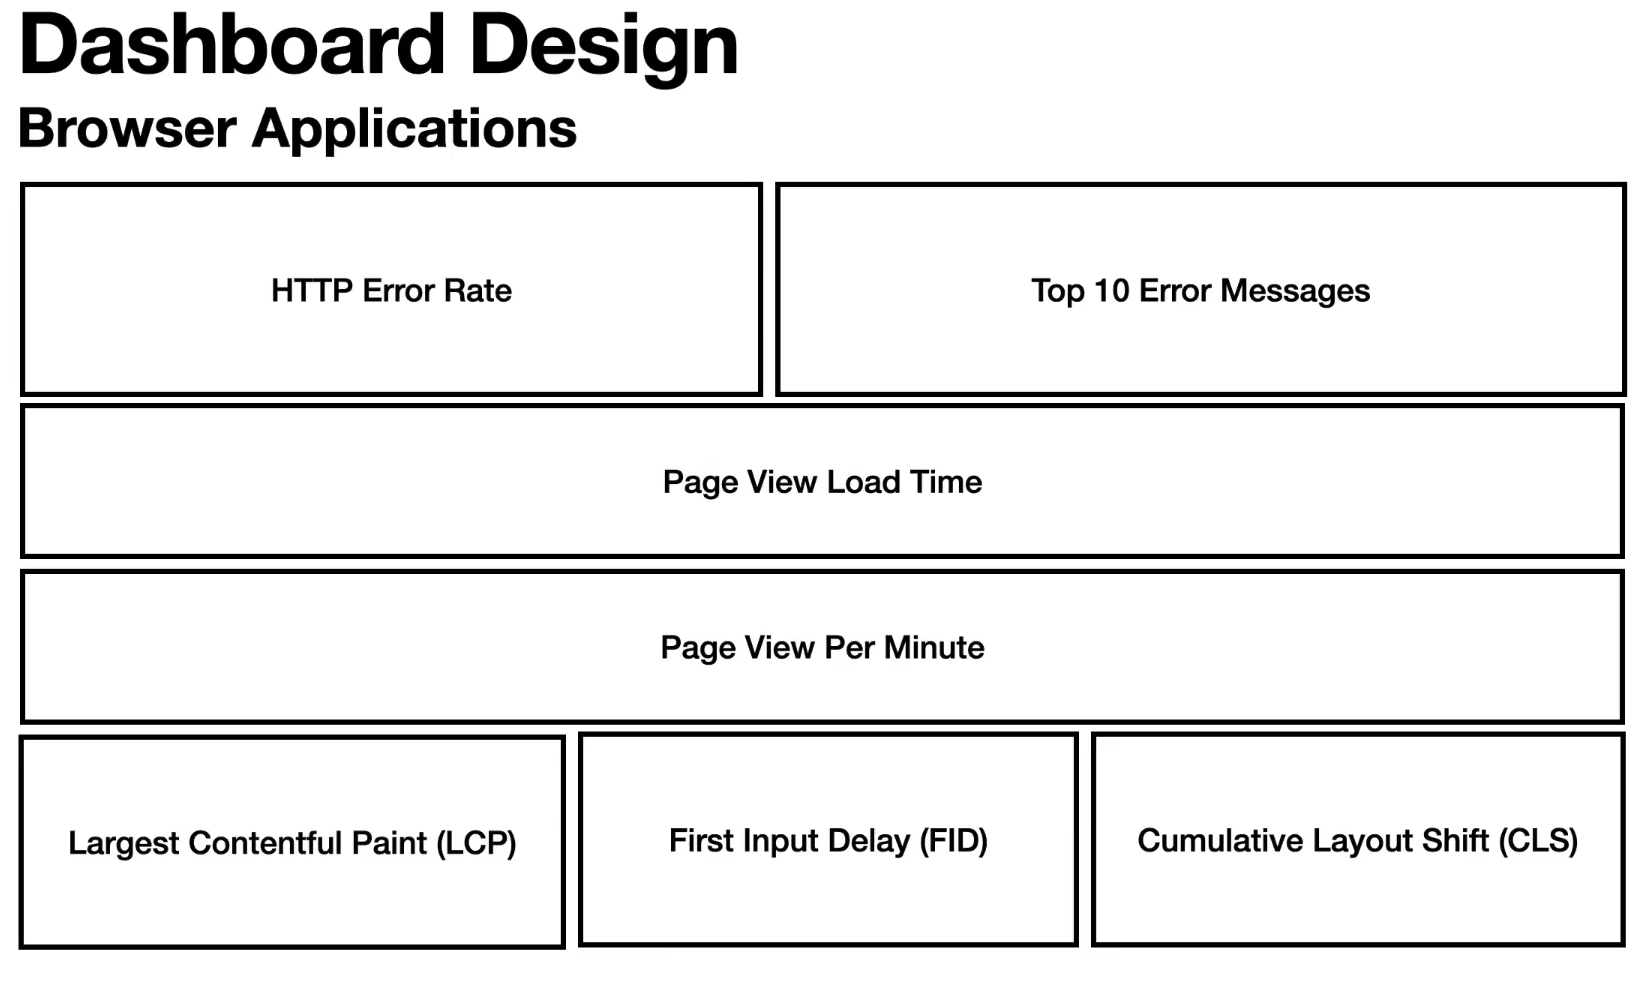 Dashboard Design
Browser Applications
HTTP Error Rate
Top 10 Error Messages
Page View Load Time
Page View Per Minute
Largest Contentful Paint (LCP)
First Input Delay (FID)
Cumulative Layout Shift (CLS)